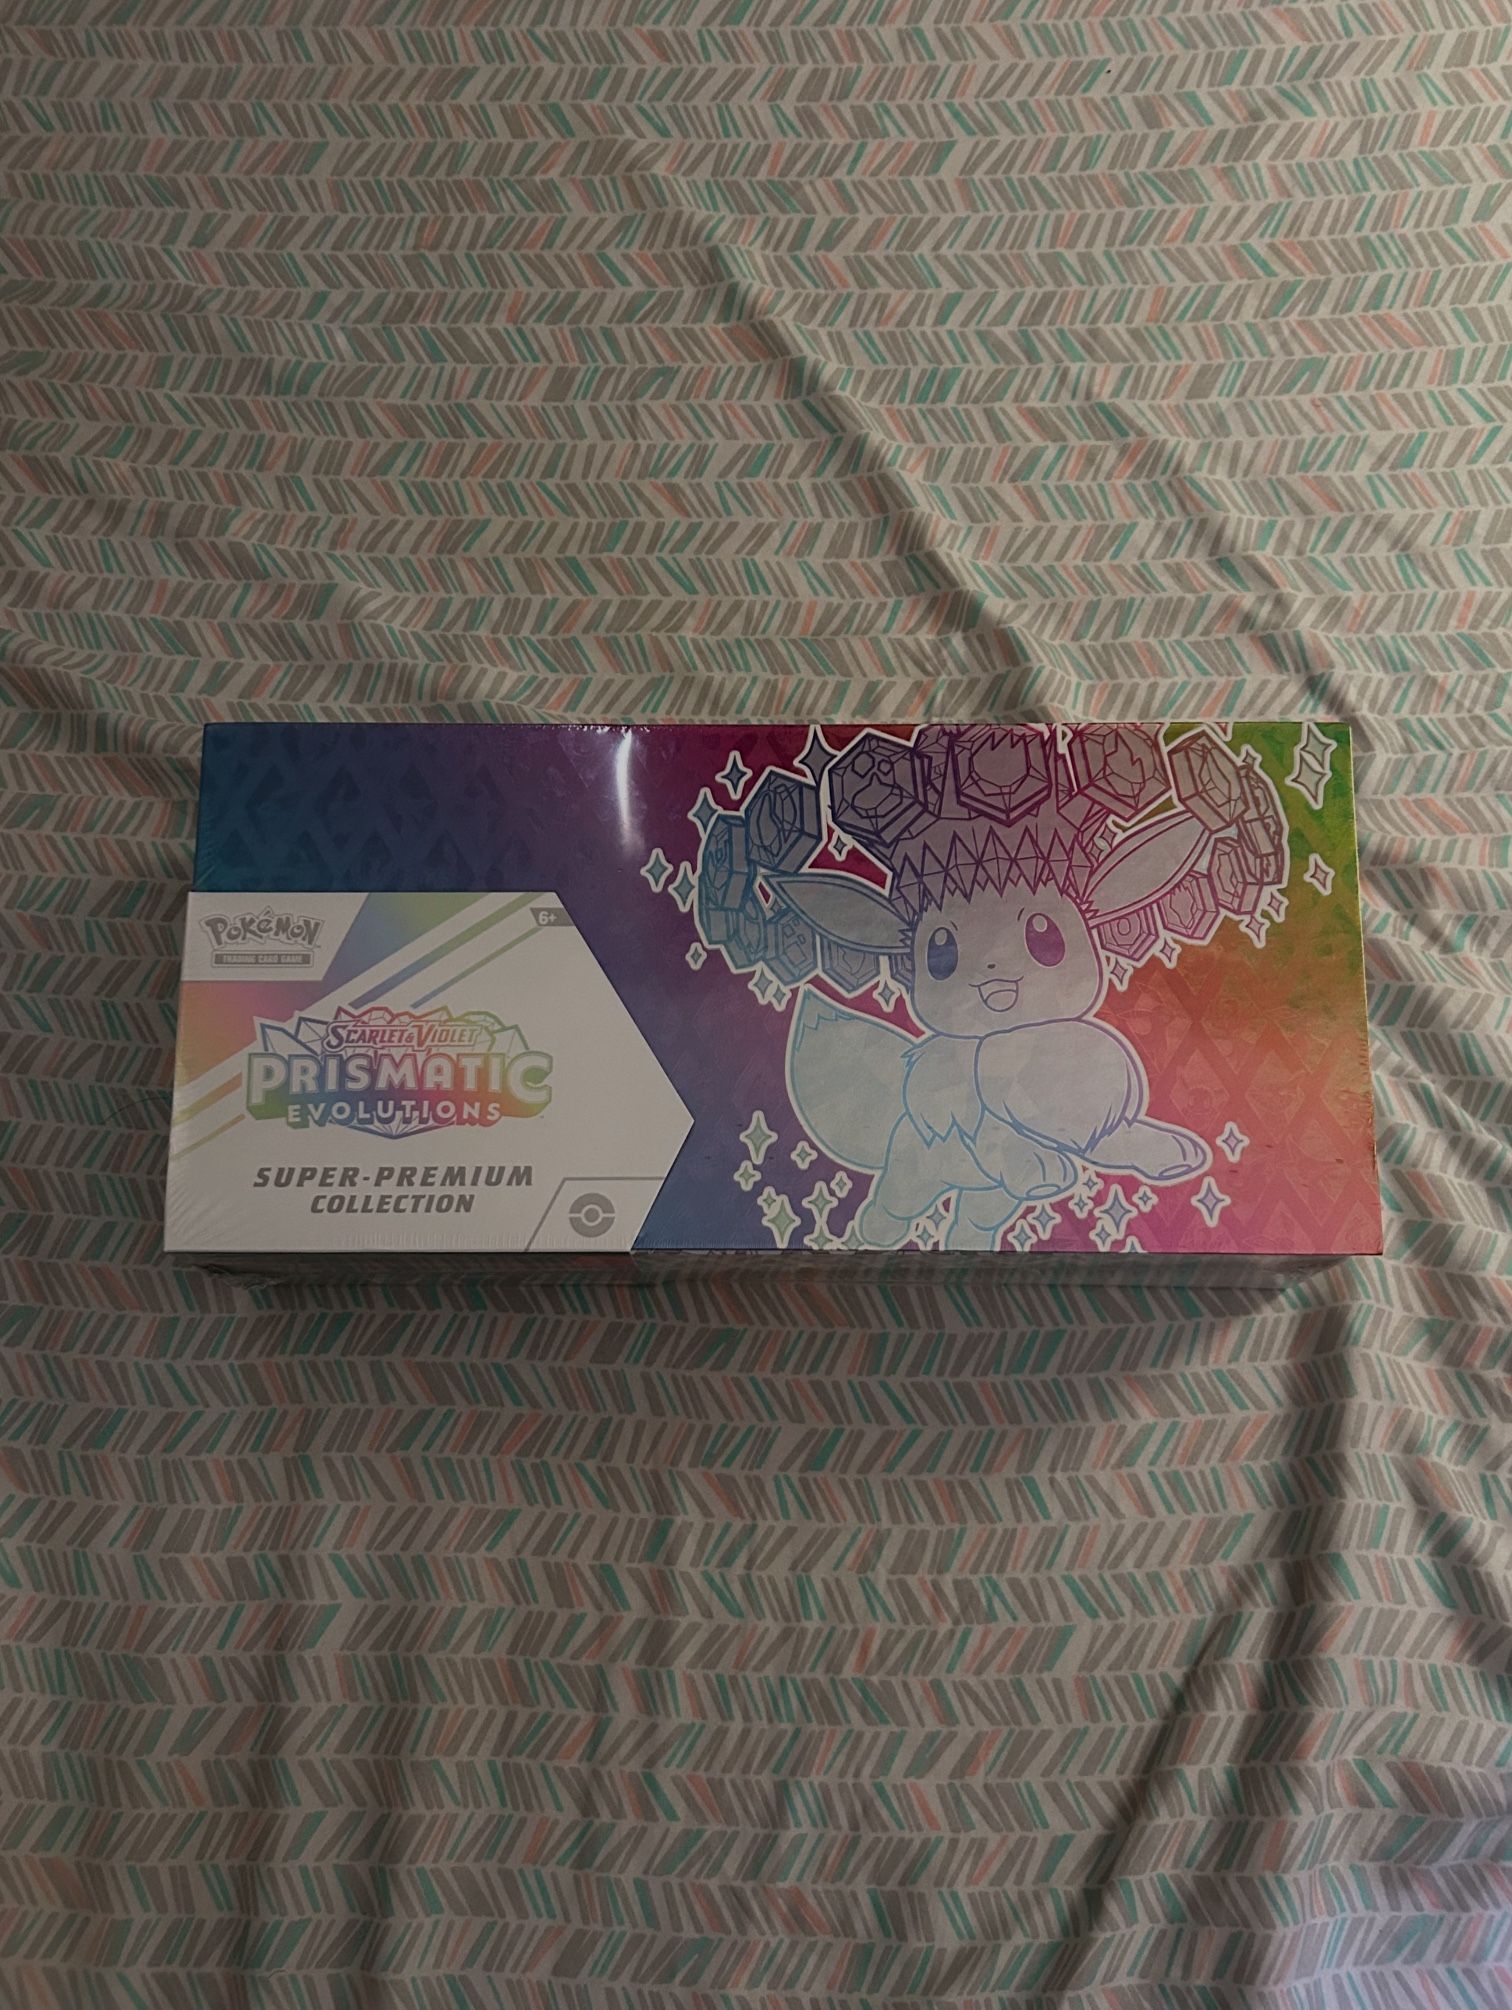 Pokémon
TRADING CARD GAME
6+
SCARLET & VIOLET
PRISMATIC
EVOLUTIONS
SUPER-PREMIUM
COLLECTION